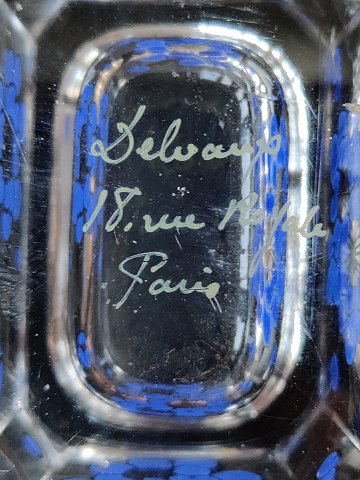 Delvaux
18. rue Royale
Paris